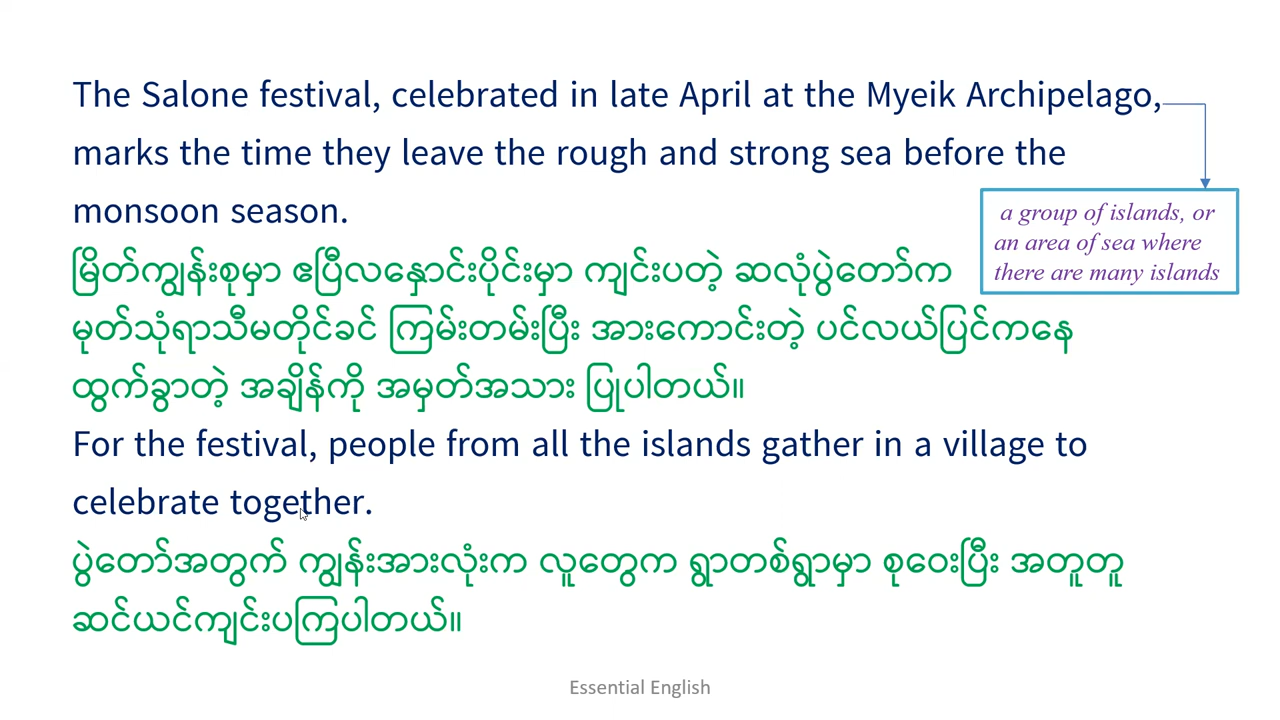 The Salone festival, celebrated in late April at the Myeik Archipelago,
marks the time they leave the rough and strong sea before the
monsoon season.
a group of islands, or
an area of sea where
there are many islands
မြိတ်ကျွန်းစုမှာ ဧပြီလနှောင်းပိုင်းမှာ ကျင်းပတဲ့ ဆလုံပွဲတော်က
မုတ်သုံရာသီမတိုင်ခင် ကြမ်းတမ်းပြီး အားကောင်းတဲ့ ပင်လယ်ပြင်ကနေ
ထွက်ခွာတဲ့ အချိန်ကို အမှတ်အသား ပြုပါတယ်။
For the festival, people from all the islands gather in a village to
celebrate together.
ပွဲတော်အတွက် ကျွန်းအားလုံးက လူတွေက ရွာတစ်ရွာမှာ စုဝေးပြီး အတူတူ
ဆင်ယင်ကျင်းပကြပါတယ်။
Essential English